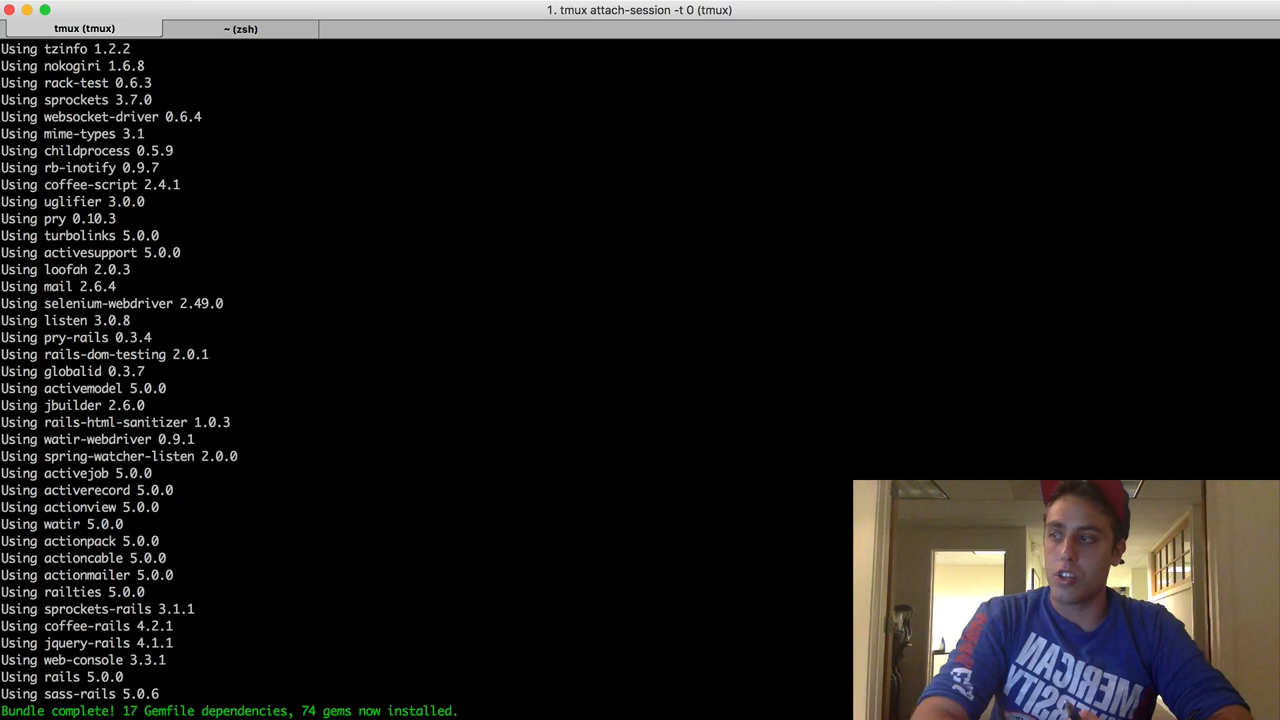 1. tmux attach-session -t 0 (tmux)
tmux (tmux)
~ (zsh)
Using tzinfo 1.2.2
Using nokogiri 1.6.8
Using rack-test 0.6.3
Using sprockets 3.7.0
Using websocket-driver 0.6.4
Using mime-types 3.1
Using childprocess 0.5.9
Using rb-inotify 0.9.7
Using coffee-script 2.4.1
Using uglifier 3.0.0
Using pry 0.10.3
Using turbolinks 5.0.0
Using activesupport 5.0.0
Using loofah 2.0.3
Using mail 2.6.4
Using selenium-webdriver 2.49.0
Using listen 3.0.8
Using pry-rails 0.3.4
Using rails-dom-testing 2.0.1
Using globalid 0.3.7
Using activemodel 5.0.0
Using jbuilder 2.6.0
Using rails-html-sanitizer 1.0.3
Using watir-webdriver 0.9.1
Using spring-watcher-listen 2.0.0
Using activejob 5.0.0
Using activerecord 5.0.0
Using actionview 5.0.0
Using watir 5.0.0
Using actionpack 5.0.0
Using actioncable 5.0.0
Using actionmailer 5.0.0
Using railties 5.0.0
Using sprockets-rails 3.1.1
Using coffee-rails 4.2.1
Using jquery-rails 4.1.1
Using web-console 3.3.1
Using rails 5.0.0
Using sass-rails 5.0.6
Bundle complete! 17 Gemfile dependencies, 74 gems now installed.